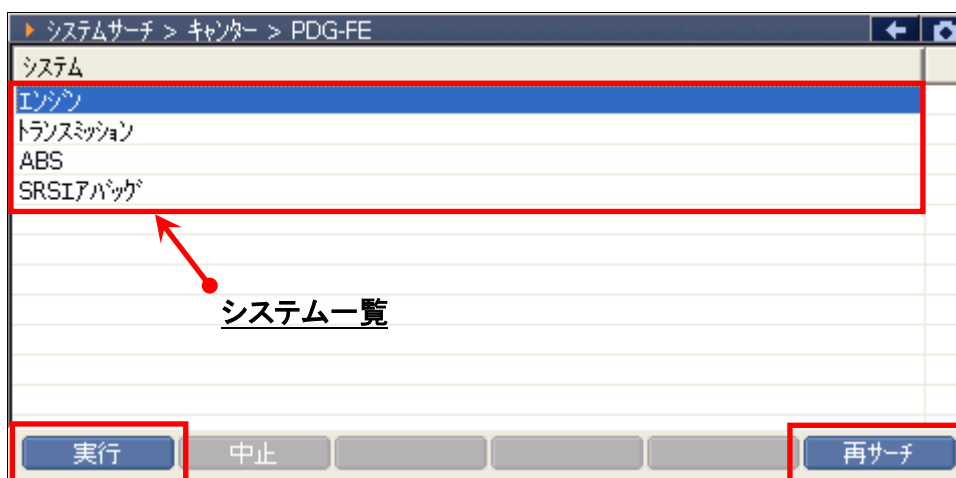 システムサーチ > キャンター > PDG-FE
システム
エンジン
トランスミッション
ABS
SRSエアバッグ
システム一覧
実行 中止 再サーチ